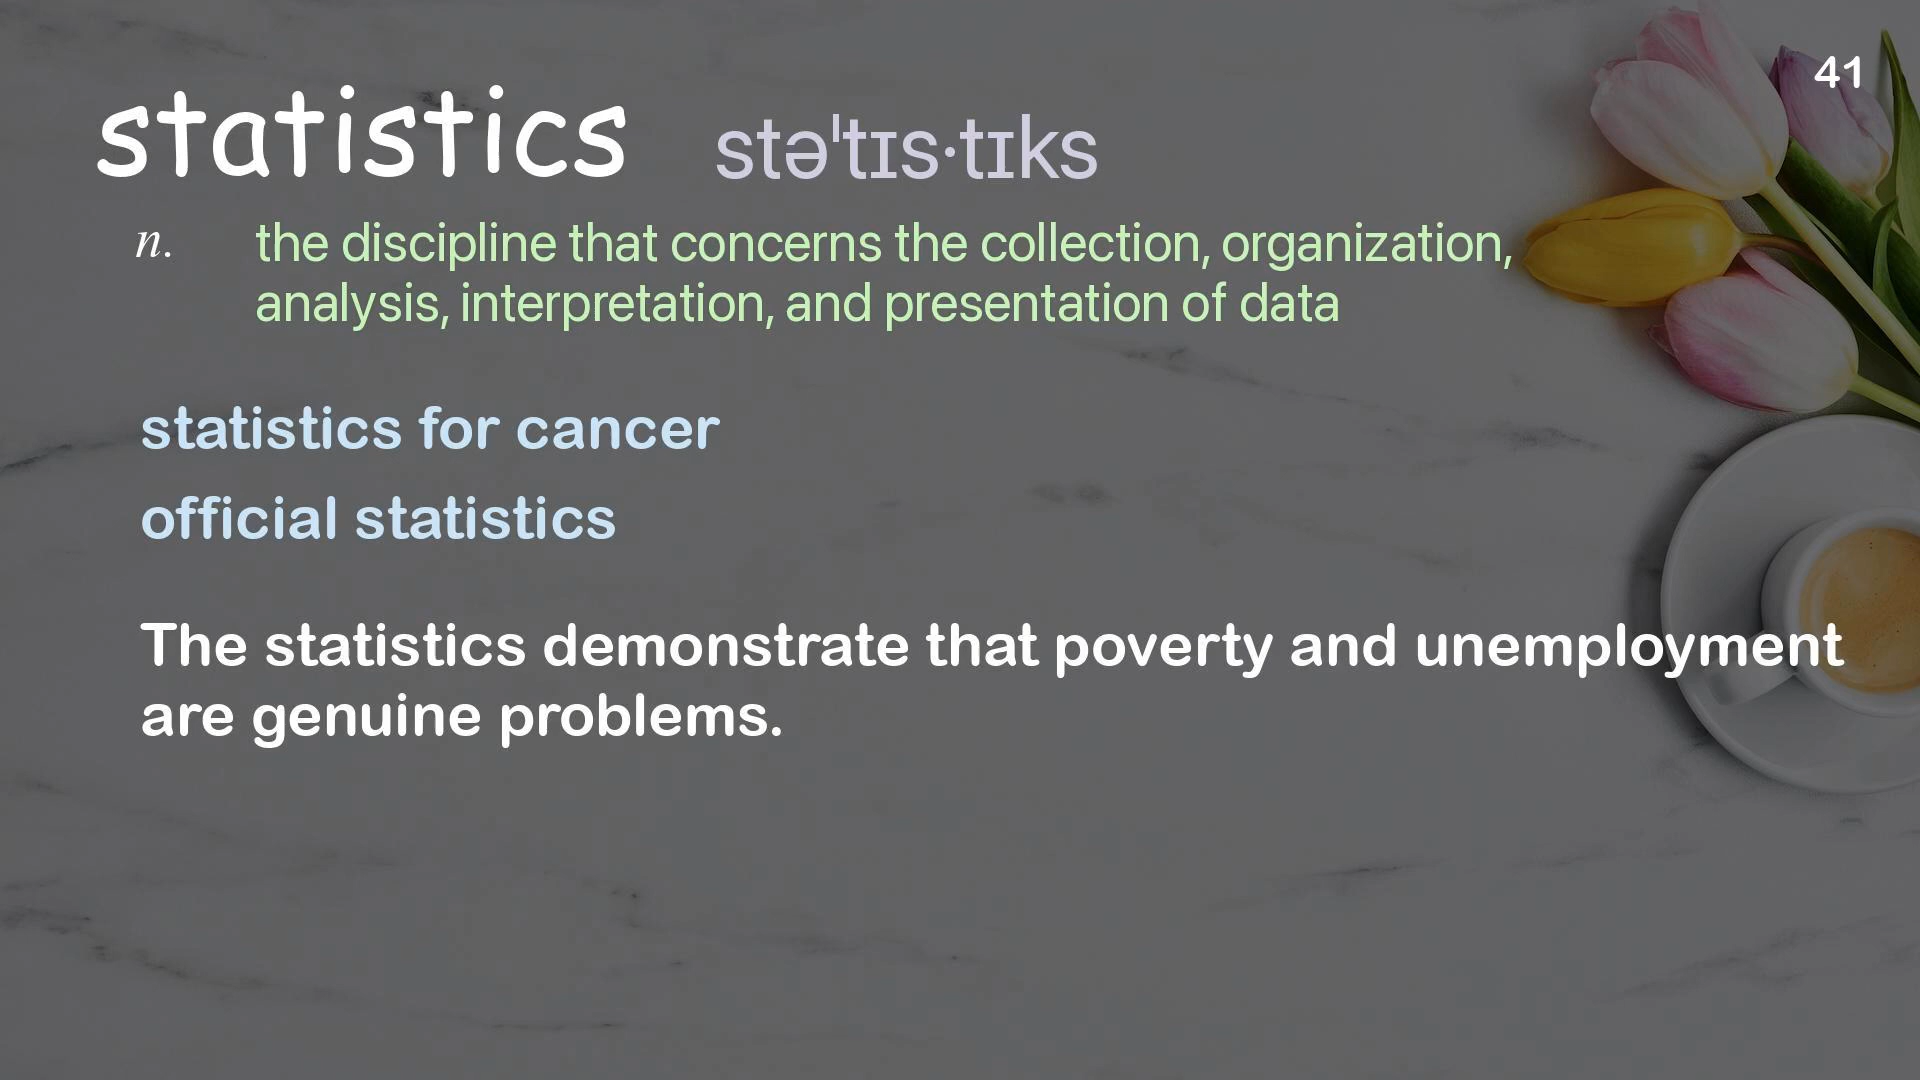 41
statistics stəˈtɪs·tɪks
n. the discipline that concerns the collection, organization,
analysis, interpretation, and presentation of data
statistics for cancer
official statistics
The statistics demonstrate that poverty and unemployment
are genuine problems.